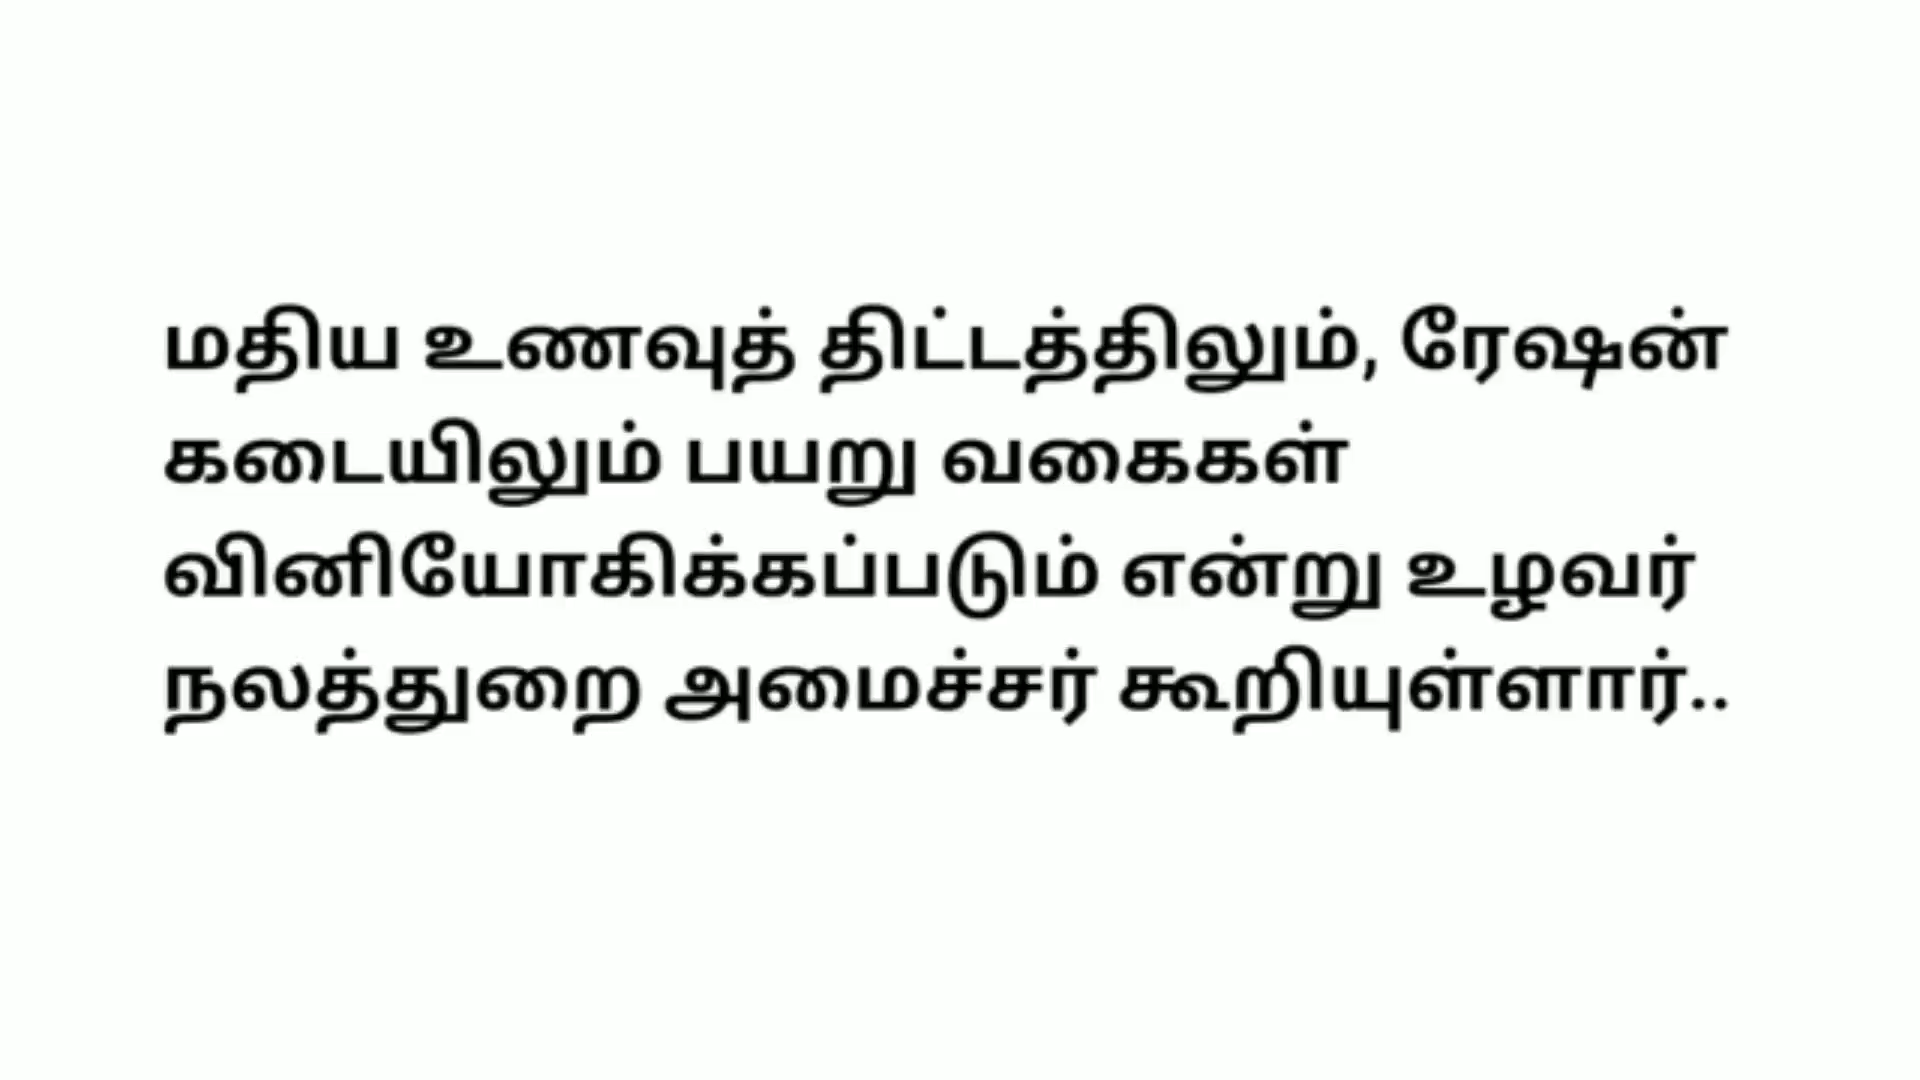 மதிய உணவுத் திட்டத்திலும், ரேஷன்
கடையிலும் பயறு வகைகள்
வினியோகிக்கப்படும் என்று உழவர்
நலத்துறை அமைச்சர் கூறியுள்ளார்..